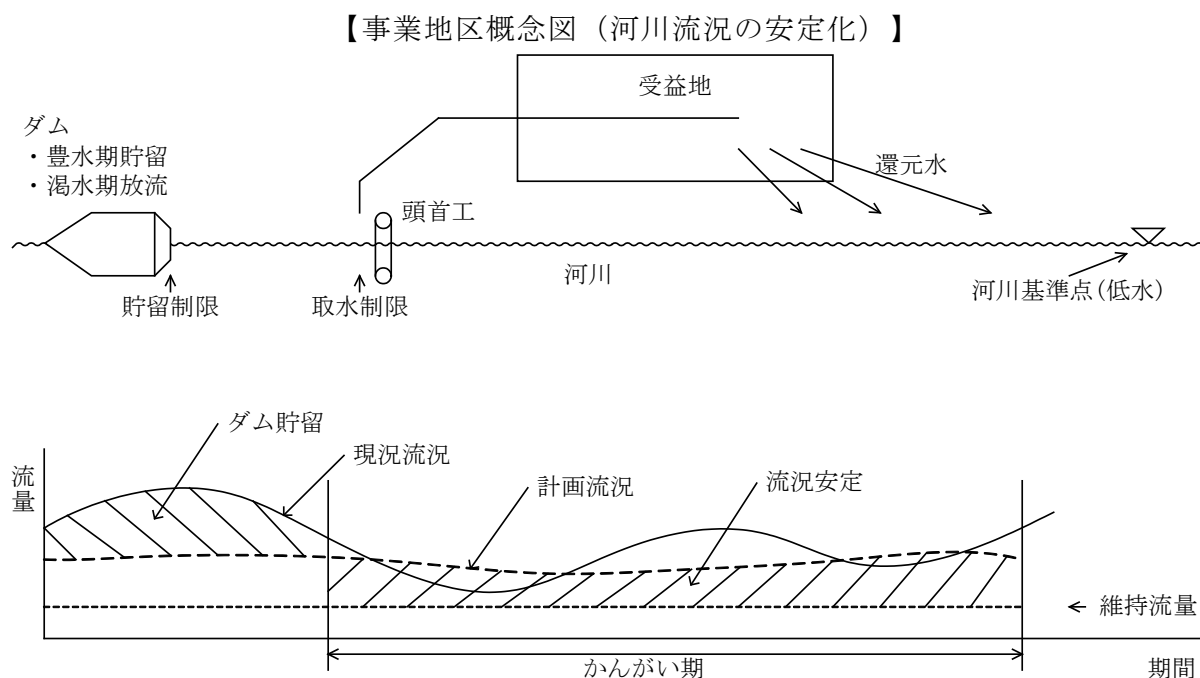 【事業地区概念図（河川流況の安定化）】
受益地
ダム
・豊水期貯留
・渇水期放流
還元水
頭首工
河川
河川基準点(低水)
貯留制限
取水制限
ダム貯留
現況流況
計画流況
流況安定
流量
維持流量
かんがい期
期間